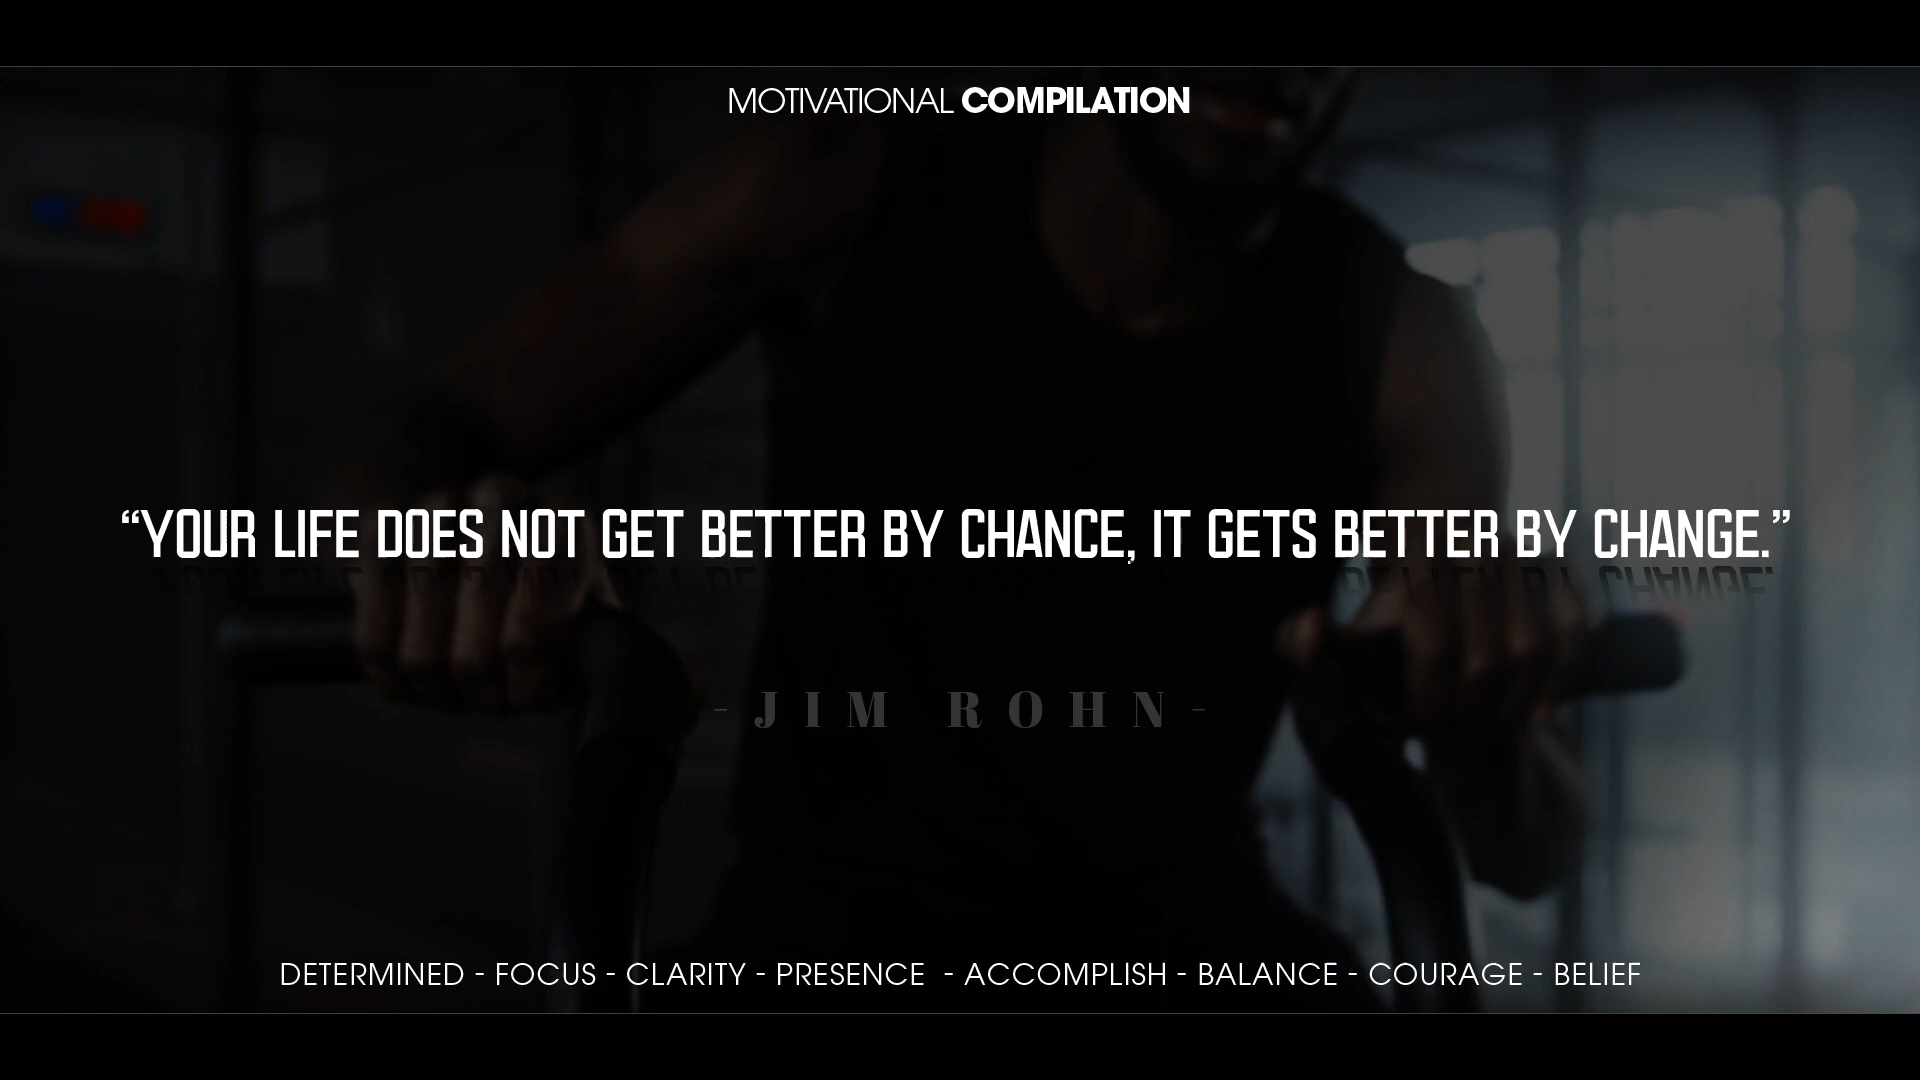 MOTIVATIONAL COMPILATION
“YOUR LIFE DOES NOT GET BETTER BY CHANCE, IT GETS BETTER BY CHANGE.”
- JIM ROHN -
DETERMINED - FOCUS - CLARITY - PRESENCE - ACCOMPLISH - BALANCE - COURAGE - BELIEF